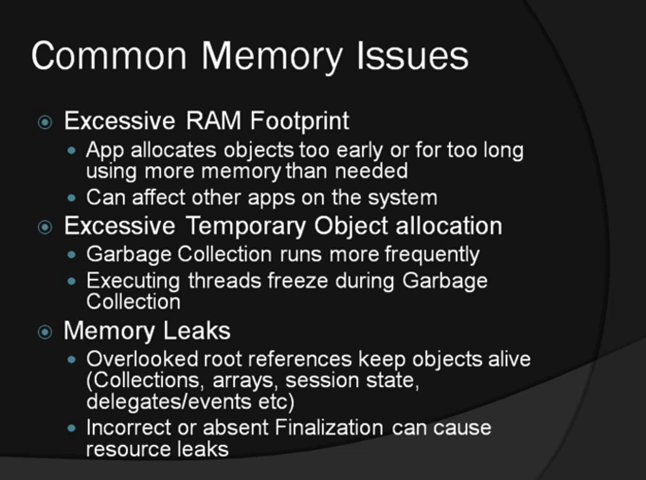 Common Memory Issues
Excessive RAM Footprint
App allocates objects too early or for too long
using more memory than needed
Can affect other apps on the system
Excessive Temporary Object allocation
Garbage Collection runs more frequently
Executing threads freeze during Garbage
Collection
Memory Leaks
Overlooked root references keep objects alive
(Collections, arrays, session state,
delegates/events etc)
Incorrect or absent Finalization can cause
resource leaks